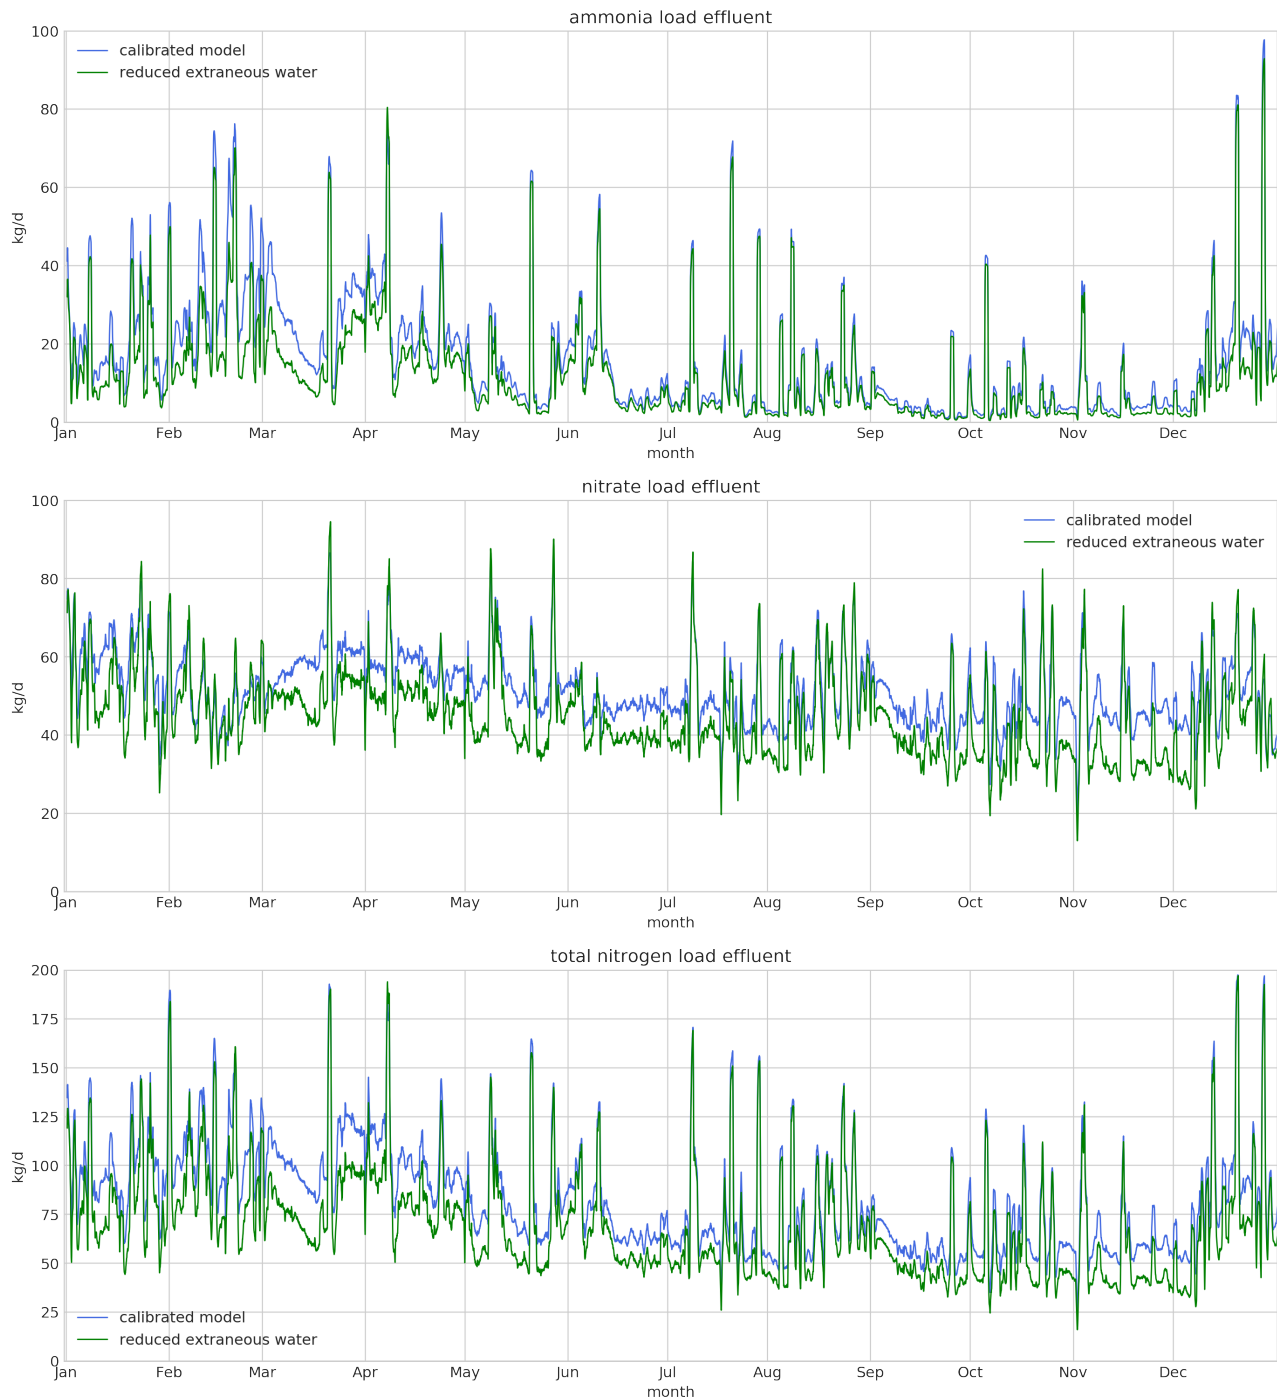 ammonia load effluent
100
calibrated model
reduced extraneous water
80
60
kg/d
40
20
0
Jan Feb Mar Apr May Jun Jul Aug Sep Oct Nov Dec
month
nitrate load effluent
100
calibrated model
reduced extraneous water
80
60
kg/d
40
20
0
Jan Feb Mar Apr May Jun Jul Aug Sep Oct Nov Dec
month
total nitrogen load effluent
200
175
150
125
100
kg/d
75
50
25
calibrated model
reduced extraneous water
0
Jan Feb Mar Apr May Jun Jul Aug Sep Oct Nov Dec
month